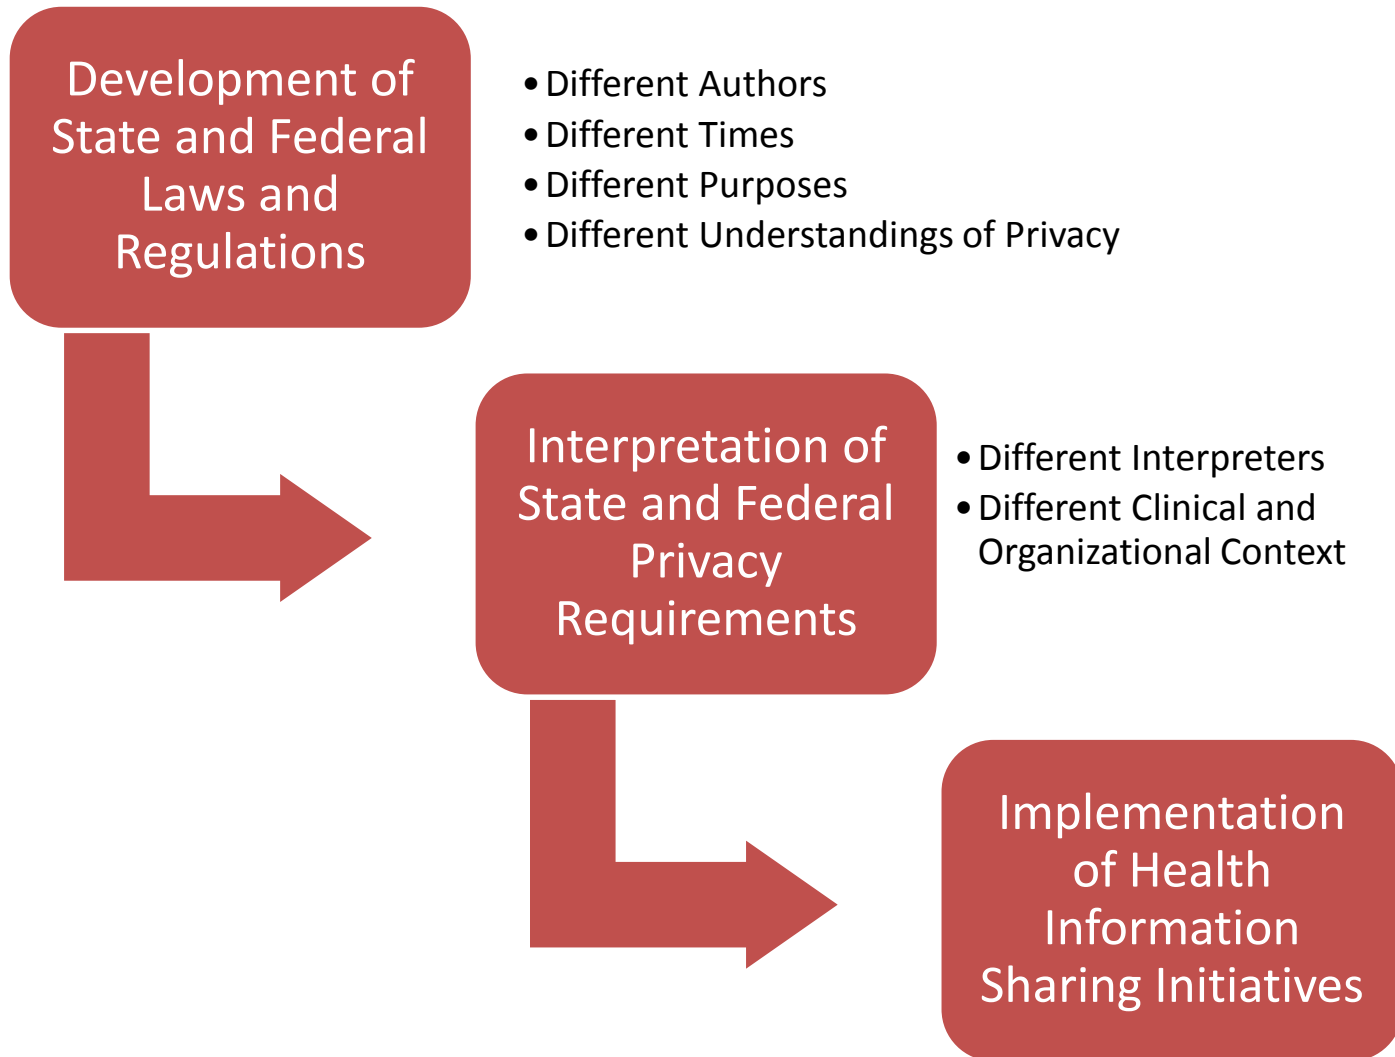 Development of
State and Federal
Laws and
Regulations
• Different Authors
• Different Times
• Different Purposes
• Different Understandings of Privacy
Interpretation of
State and Federal
Privacy
Requirements
• Different Interpreters
• Different Clinical and
Organizational Context
Implementation
of Health
Information
Sharing Initiatives